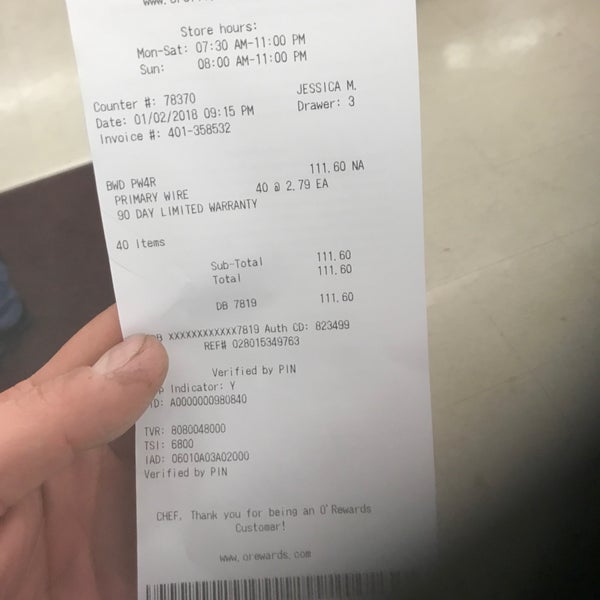 Store hours:
Mon-Sat: 07:30 AM-11:00 PM
Sun: 08:00 AM-11:00 PM
Counter #: 78370 JESSICA M.
Date: 01/02/2018 09:15 PM Drawer: 3
Invoice #: 401-358532
BWD PW4R 111.60 NA
PRIMARY WIRE 40 @ 2.79 EA
90 DAY LIMITED WARRANTY
40 Items
Sub-Total 111.60
Total 111.60
DB 7819 111.60
XXXXXXXXXXXX7819 Auth CD: 823499
REF# 028015349763
Verified by PIN
Indicator: Y
A0000000980840
TVR: 8080048000
TSI: 6800
IAD: 06010A03A02000
Verified by PIN
CHEF, Thank you for being an O'Rewards
Customer!
www.orewards.com